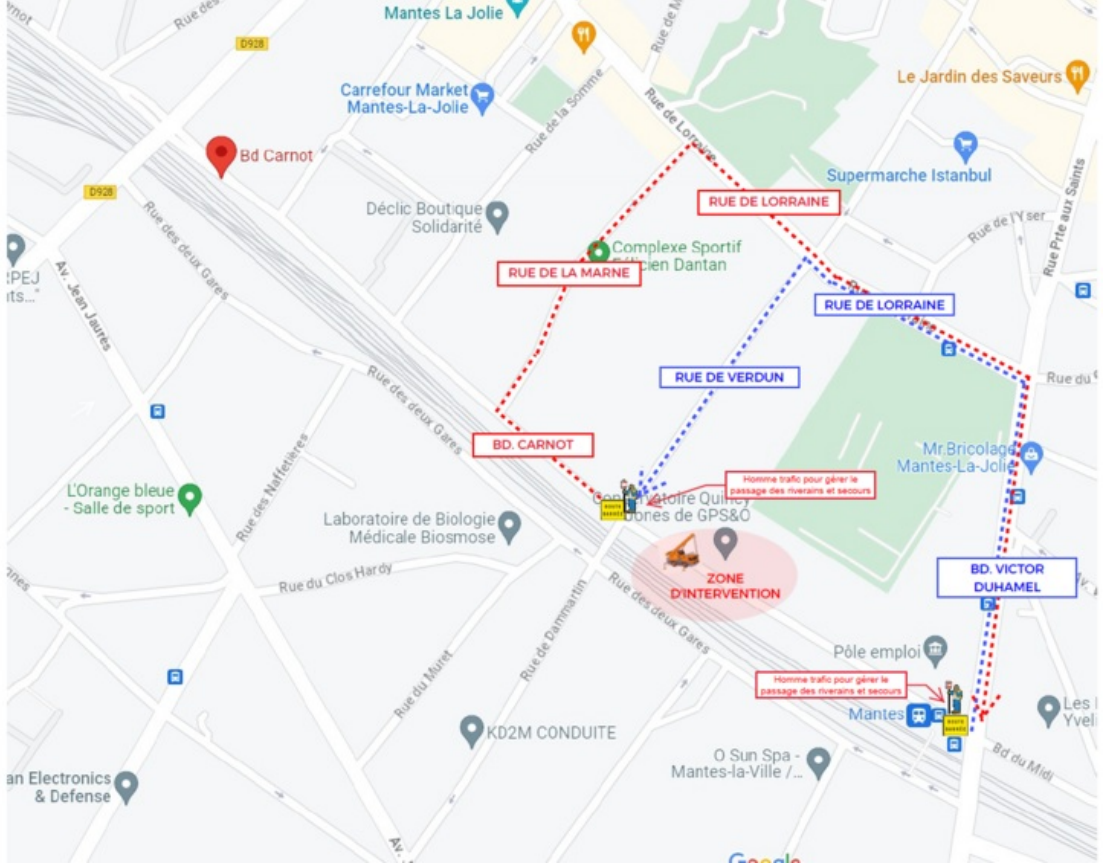 Mantes La Jolie
Rue des
D928
Carrefour Market
Mantes-La-Jolie
Rue de la Somme
Rue de Lorraine
Le Jardin des Saveurs
Bd Carnot
D928
Supermarche Istanbul
RUE DE LORRAINE
Rue Prte aux Saints
Rue de l'Yser
Déclic Boutique
Solidarité
Rue des deux Gares
Complexe Sportif
Félicien Dantan
RUE DE LA MARNE
Av. Jean Jaurès
RUE DE LORRAINE
RUE DE VERDUN
Rue du
Rue des deux Gares
BD. CARNOT
Mr.Bricolage
Mantes-La-Jolie
Homme trafic pour gérer le
passage des riverains et secours
L'Orange bleue
- Salle de sport
Rue des Naffetières
Laboratoire de Biologie
Médicale Biosmose
ROUTE
BARRÉE
ZONE
D'INTERVENTION
BD. VICTOR
DUHAMEL
Rue du Clos Hardy
Rue des deux Gares
Rue de Dammartin
Rue du Muret
Pôle emploi
Homme trafic pour gérer le
passage des riverains et secours
Mantes
ROUTE
BARRÉE
KD2M CONDUITE
O Sun Spa -
Mantes-la-Ville /...
Bd du Midi
an Electronics
& Defense
Google